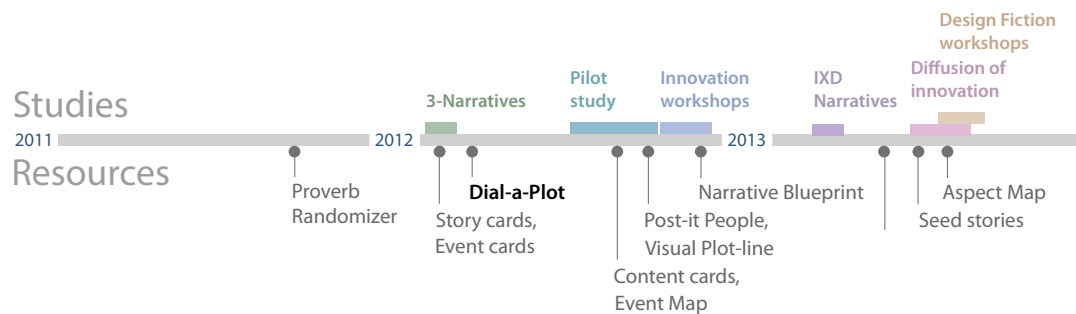 Design Fiction
workshops
Pilot
study
Innovation
workshops
IXD
Narratives
Diffusion of
innovation
3-Narratives
Studies
2011
2012
2013
Resources
Proverb
Randomizer
Dial-a-Plot
Story cards,
Event cards
Narrative Blueprint
Post-it People,
Visual Plot-line
Content cards,
Event Map
Aspect Map
Seed stories